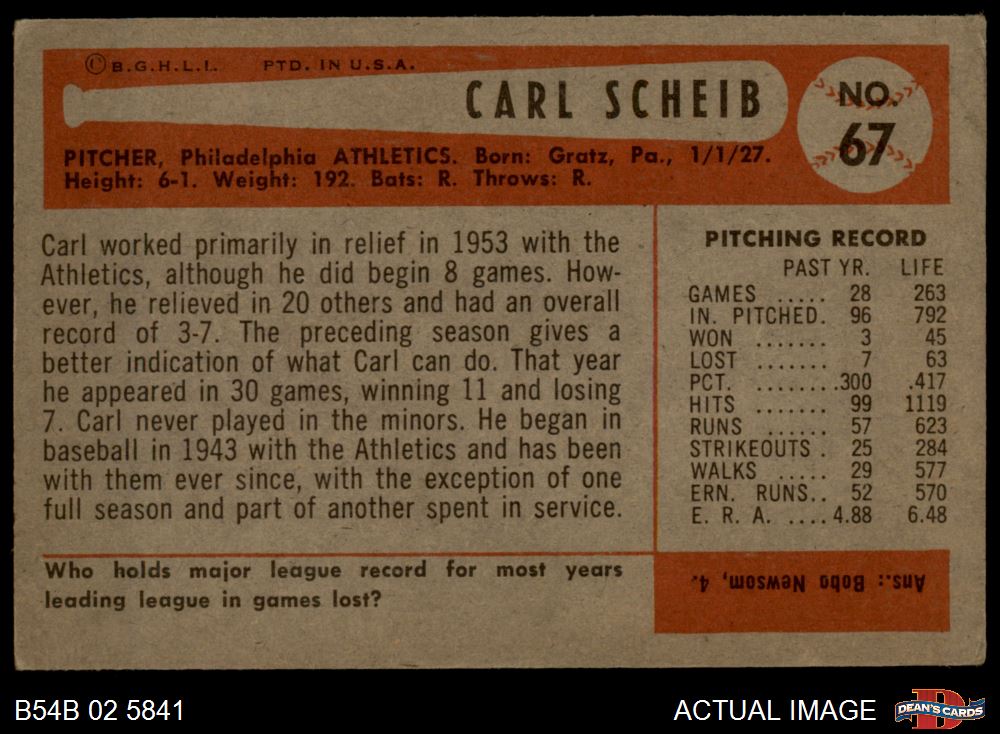 © B.G.H.L.I. PTD. IN U.S.A.
CARL SCHEIB
NO.
67
PITCHER, Philadelphia ATHLETICS. Born: Gratz, Pa., 1/1/27.
Height: 6-1. Weight: 192. Bats: R. Throws: R.
Carl worked primarily in relief in 1953 with the
Athletics, although he did begin 8 games. How-
ever, he relieved in 20 others and had an overall
record of 3-7. The preceding season gives a
better indication of what Carl can do. That year
he appeared in 30 games, winning 11 and losing
7. Carl never played in the minors. He began in
baseball in 1943 with the Athletics and has been
with them ever since, with the exception of one
full season and part of another spent in service.
PITCHING RECORD
PAST YR. LIFE
GAMES ..... 28 263
IN. PITCHED. 96 792
WON ....... 3 45
LOST ....... 7 63
PCT. ........ .300 .417
HITS ....... 99 1119
RUNS ...... 57 623
STRIKEOUTS . 25 284
WALKS ..... 29 577
ERN. RUNS.. 52 570
E. R. A. .... 4.88 6.48
Who holds major league record for most years
leading league in games lost?
Ans.: Bobo Newsom, 4.
B54B 02 5841
ACTUAL IMAGE
DEAN'S CARDS